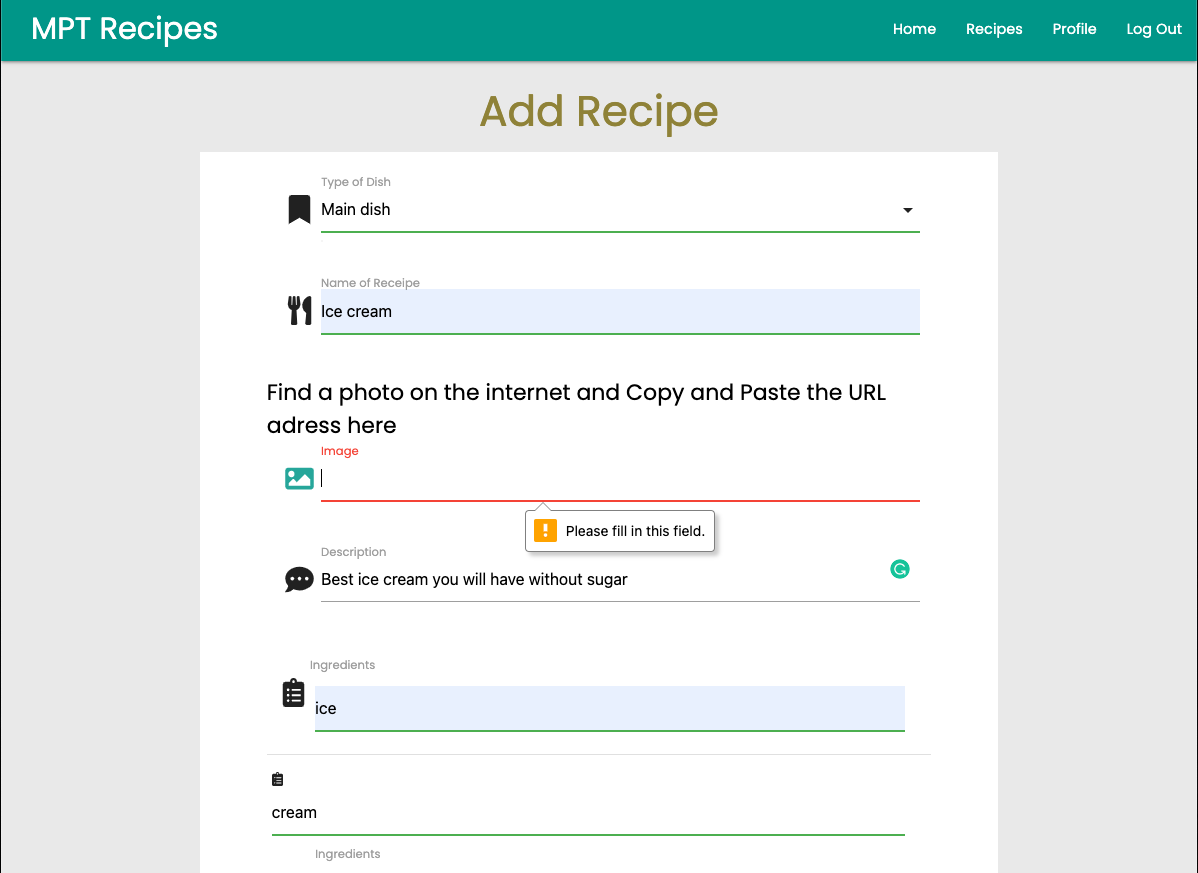 MPT Recipes
Home Recipes Profile Log Out
Add Recipe
Type of Dish
Main dish
Name of Receipe
Ice cream
Find a photo on the internet and Copy and Paste the URL
adress here
Image
Please fill in this field.
Description
Best ice cream you will have without sugar
Ingredients
ice
cream
Ingredients